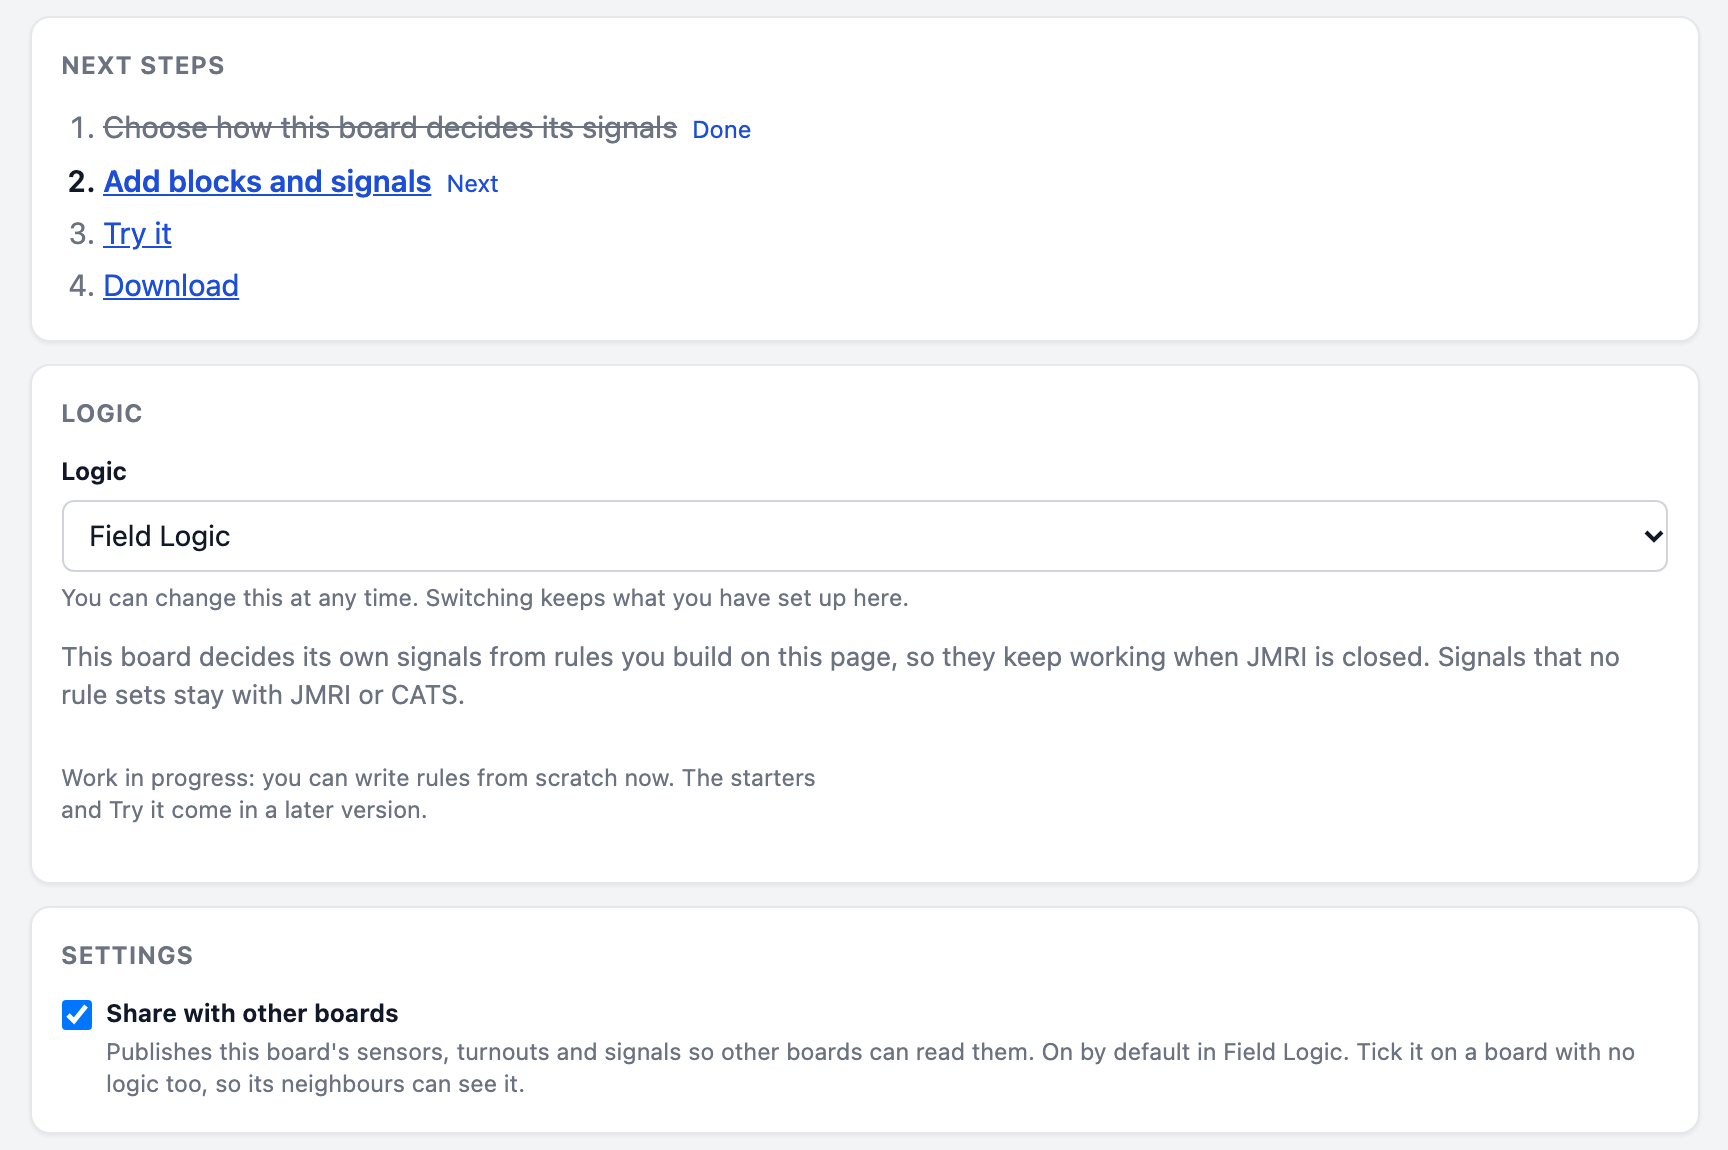 NEXT STEPS
1. Choose how this board decides its signals Done
2. Add blocks and signals Next
3. Try it
4. Download
LOGIC
Logic
Field Logic
You can change this at any time. Switching keeps what you have set up here.
This board decides its own signals from rules you build on this page, so they keep working when JMRI is closed. Signals that no
rule sets stay with JMRI or CATS.
Work in progress: you can write rules from scratch now. The starters
and Try it come in a later version.
SETTINGS
Share with other boards
Publishes this board's sensors, turnouts and signals so other boards can read them. On by default in Field Logic. Tick it on a board with no
logic too, so its neighbours can see it.